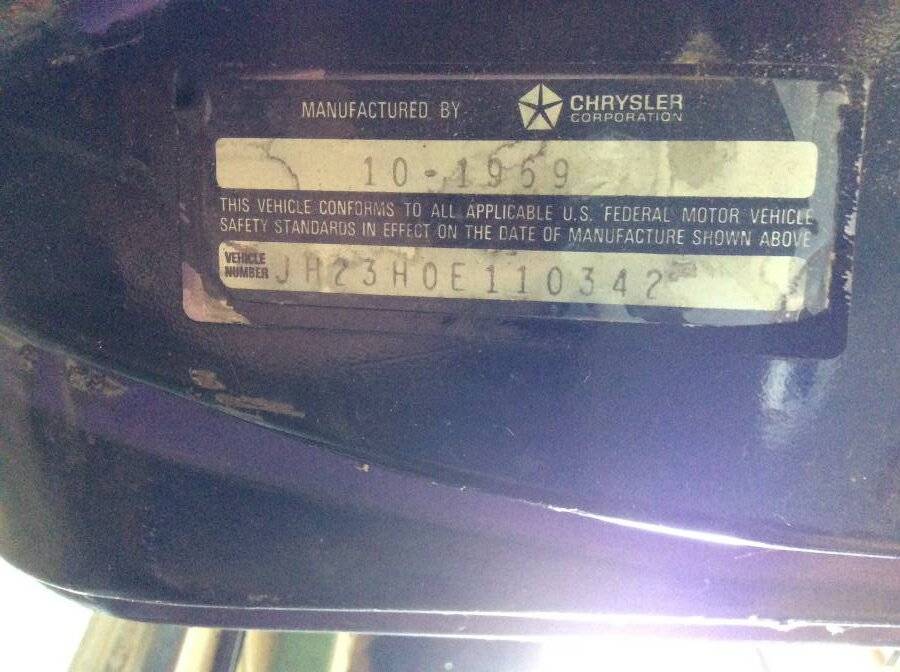 MANUFACTURED BY CHRYSLER CORPORATION
10-1969
THIS VEHICLE CONFORMS TO ALL APPLICABLE U.S. FEDERAL MOTOR VEHICLE
SAFETY STANDARDS IN EFFECT ON THE DATE OF MANUFACTURE SHOWN ABOVE
VEHICLE NUMBER JH23H0E110342